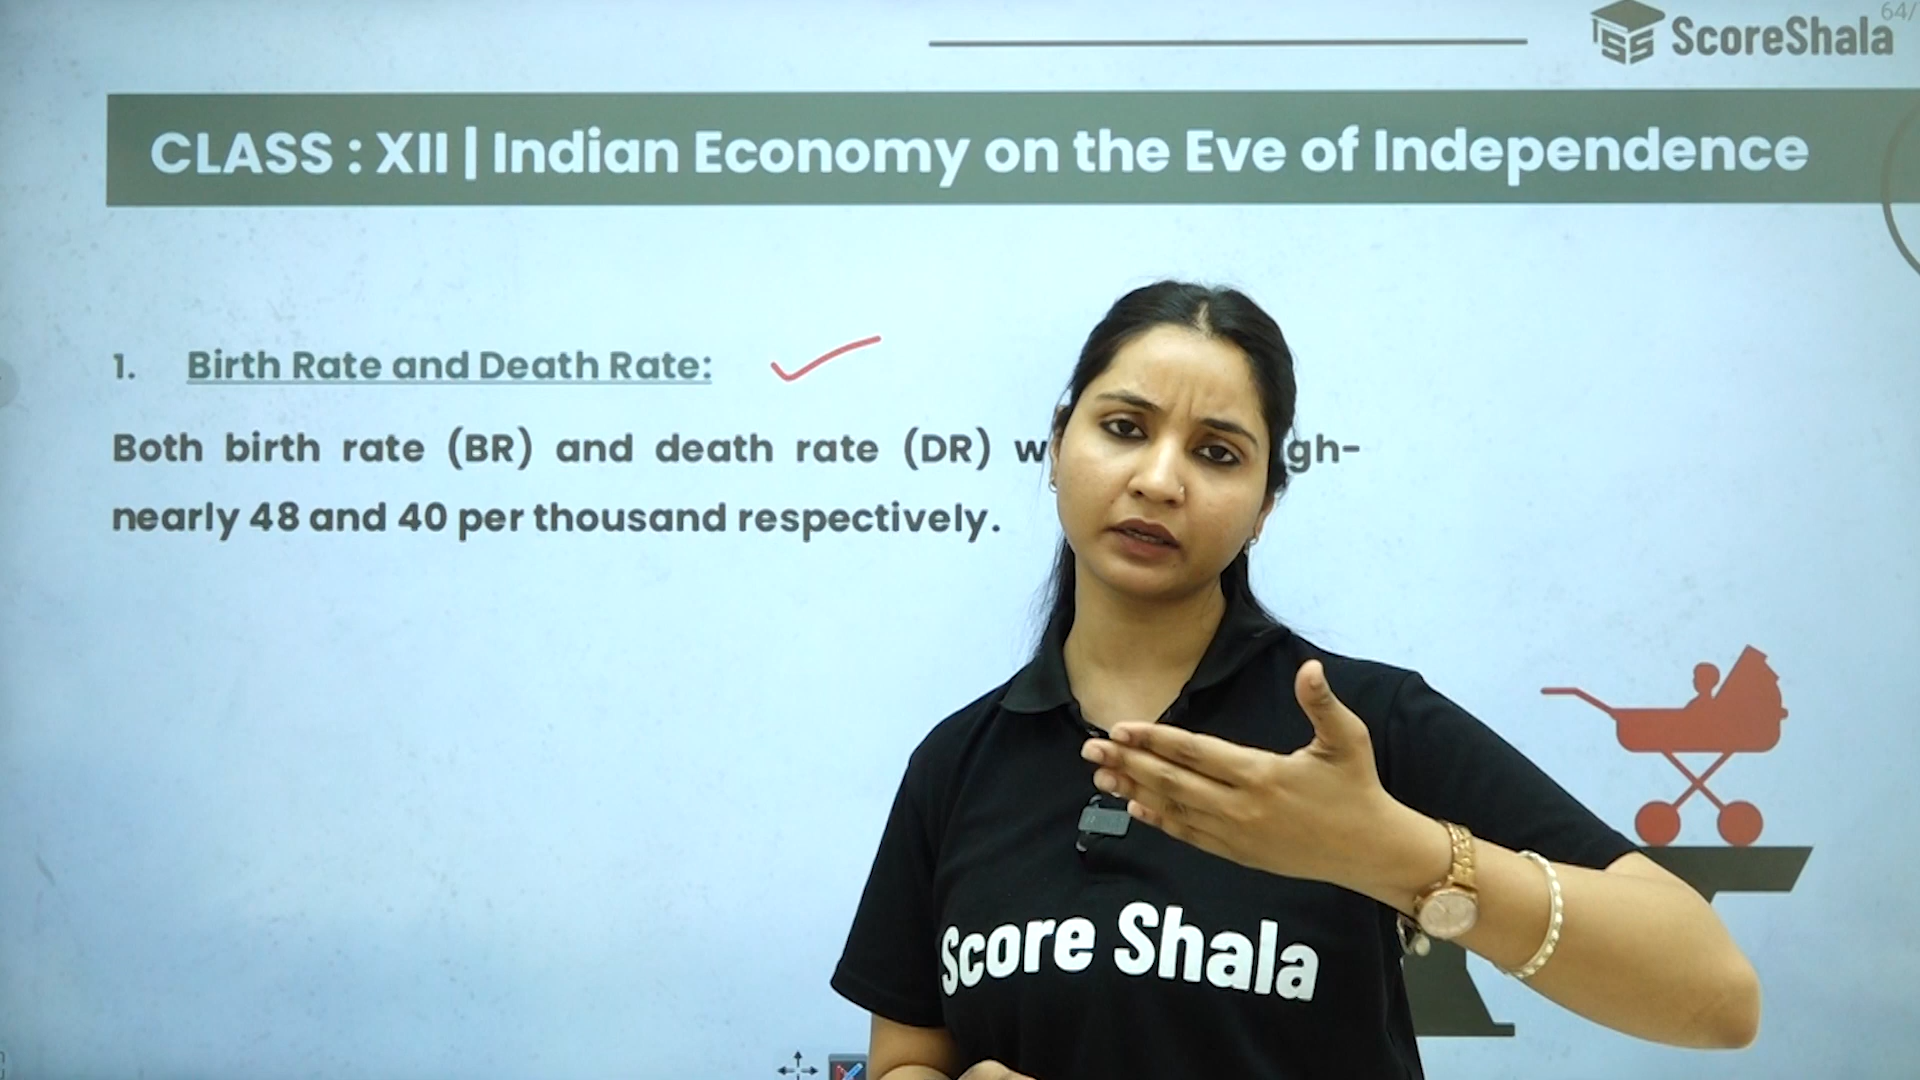 64/
ScoreShala
CLASS : XII | Indian Economy on the Eve of Independence
1. Birth Rate and Death Rate:
Both birth rate (BR) and death rate (DR)
nearly 48 and 40 per thousand respectively.
Score Shala